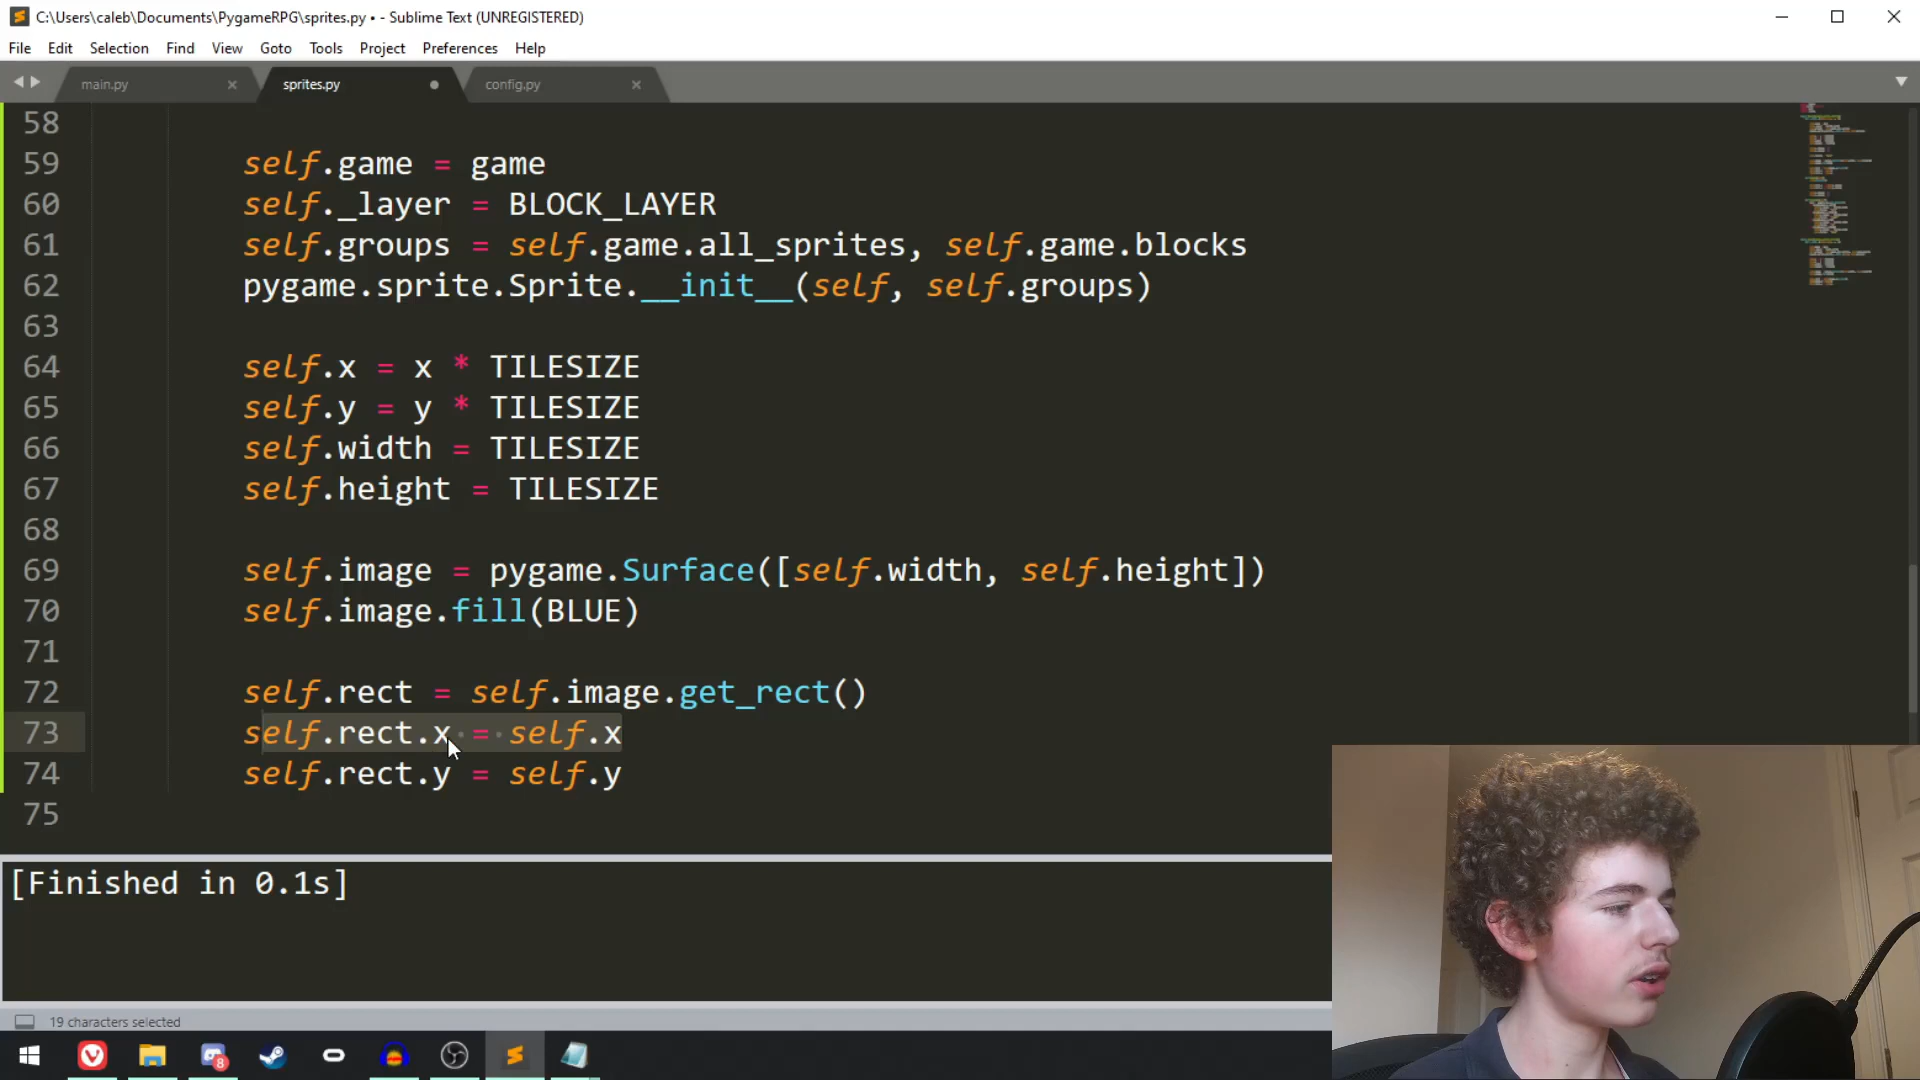 C:\Users\caleb\Documents\PygameRPG\sprites.py • - Sublime Text (UNREGISTERED)
File Edit Selection Find View Goto Tools Project Preferences Help
main.py sprites.py config.py
58
59 self.game = game
60 self._layer = BLOCK_LAYER
61 self.groups = self.game.all_sprites, self.game.blocks
62 pygame.sprite.Sprite.__init__(self, self.groups)
63
64 self.x = x * TILESIZE
65 self.y = y * TILESIZE
66 self.width = TILESIZE
67 self.height = TILESIZE
68
69 self.image = pygame.Surface([self.width, self.height])
70 self.image.fill(BLUE)
71
72 self.rect = self.image.get_rect()
73 self.rect.x = self.x
74 self.rect.y = self.y
75
[Finished in 0.1s]
19 characters selected
8